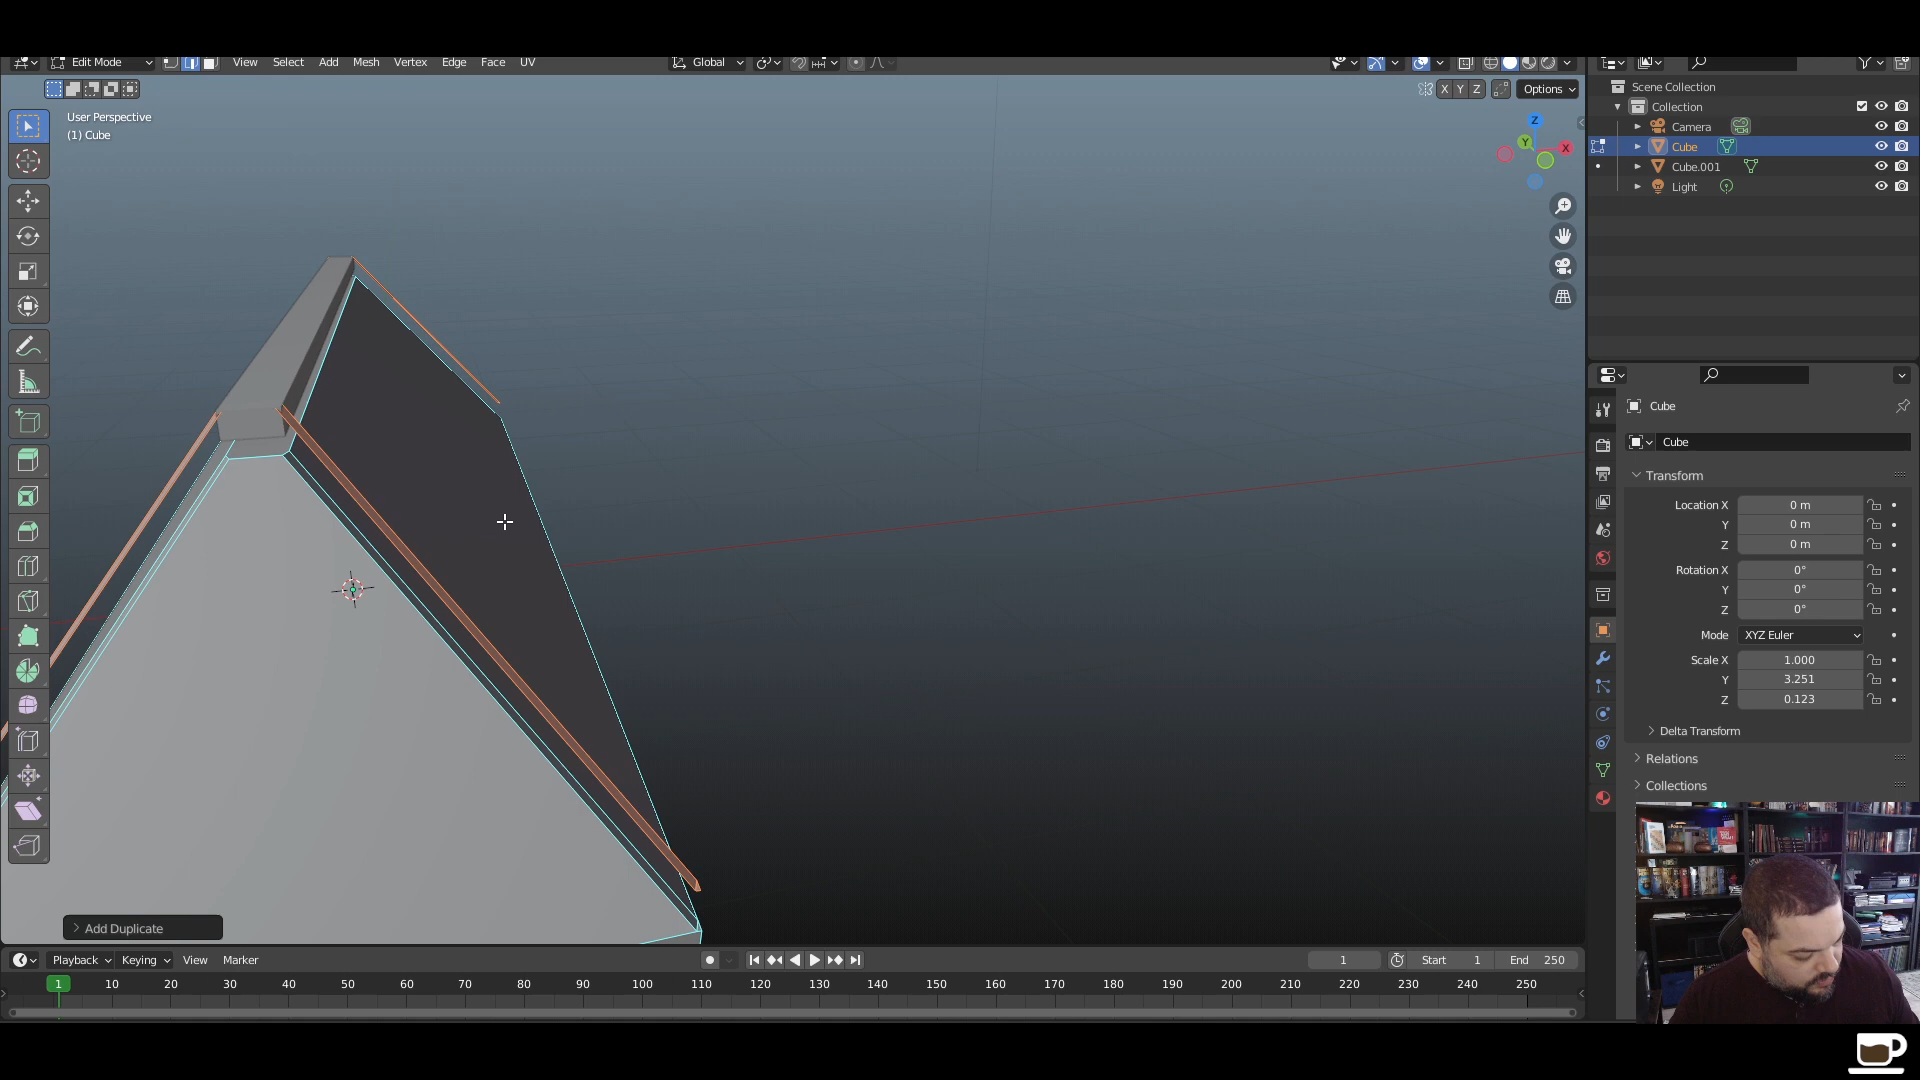 Edit Mode View Select Add Mesh Vertex Edge Face UV Global
X Y Z Options
User Perspective
(1) Cube
Z
Y
X
Add Duplicate
Scene Collection
Collection
Camera
Cube
Cube.001
Light
Cube
Cube
Transform
Location X 0 m
Y 0 m
Z 0 m
Rotation X 0°
Y 0°
Z 0°
Mode XYZ Euler
Scale X 1.000
Y 3.251
Z 0.123
Delta Transform
Relations
Collections
Playback Keying View Marker 1 Start 1 End 250
1 10 20 30 40 50 60 70 80 90 100 110 120 130 140 150 160 170 180 190 200 210 220 230 240 250